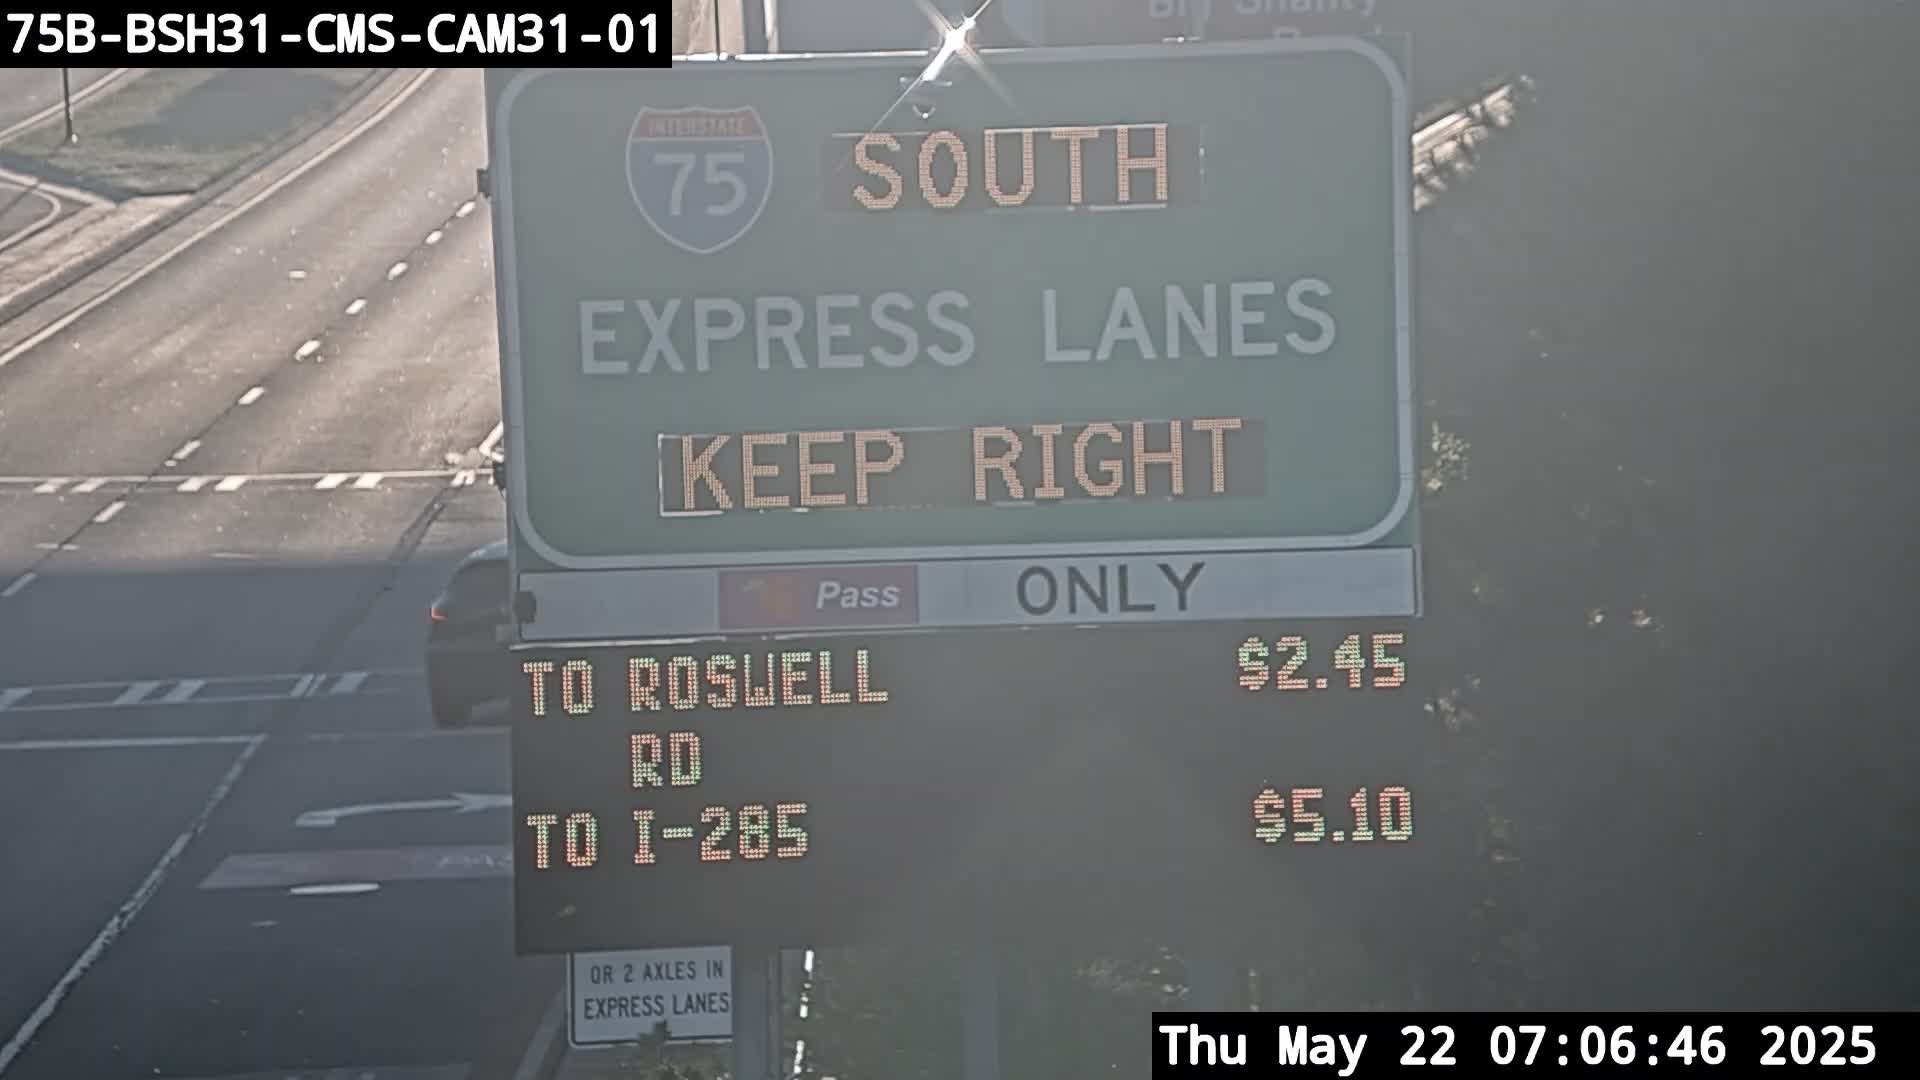 75B-BSH31-CMS-CAM31-01
Shanty
INTERSTATE
75 SOUTH
EXPRESS LANES
KEEP RIGHT
Pass ONLY
TO ROSWELL $2.45
RD
TO I-285 $5.10
OR 2 AXLES IN
EXPRESS LANES
Thu May 22 07:06:46 2025